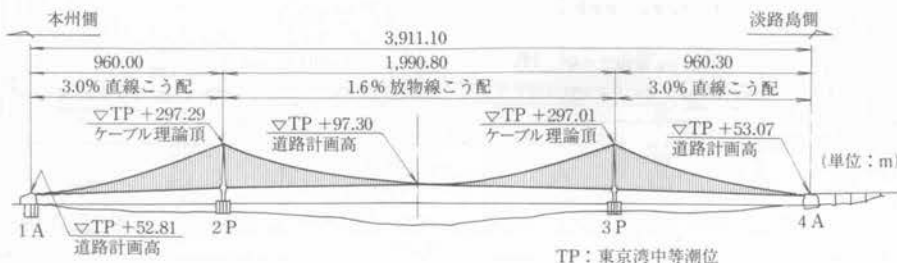 本州側
淡路島側
3,911.10
960.00
1,990.80
960.30
3.0% 直線こう配
1.6% 放物線こう配
3.0% 直線こう配
▽TP +297.29
ケーブル理論頂
▽TP +97.30
道路計画高
▽TP +297.01
ケーブル理論頂
▽TP +53.07
道路計画高
(単位:m)
▽TP +52.81
道路計画高
1A
2P
3P
4A
TP:東京湾中等潮位